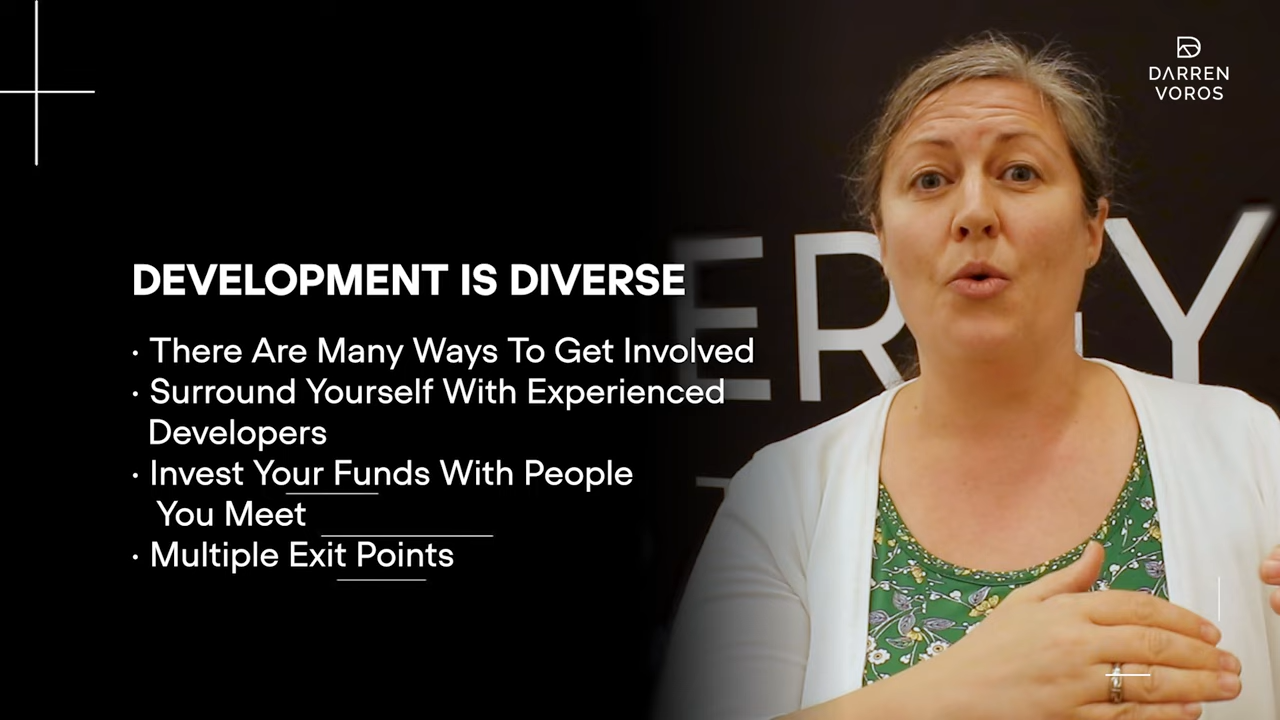 DARREN
VOROS
DEVELOPMENT IS DIVERSE
· There Are Many Ways To Get Involved
· Surround Yourself With Experienced
Developers
· Invest Your Funds With People
You Meet
· Multiple Exit Points